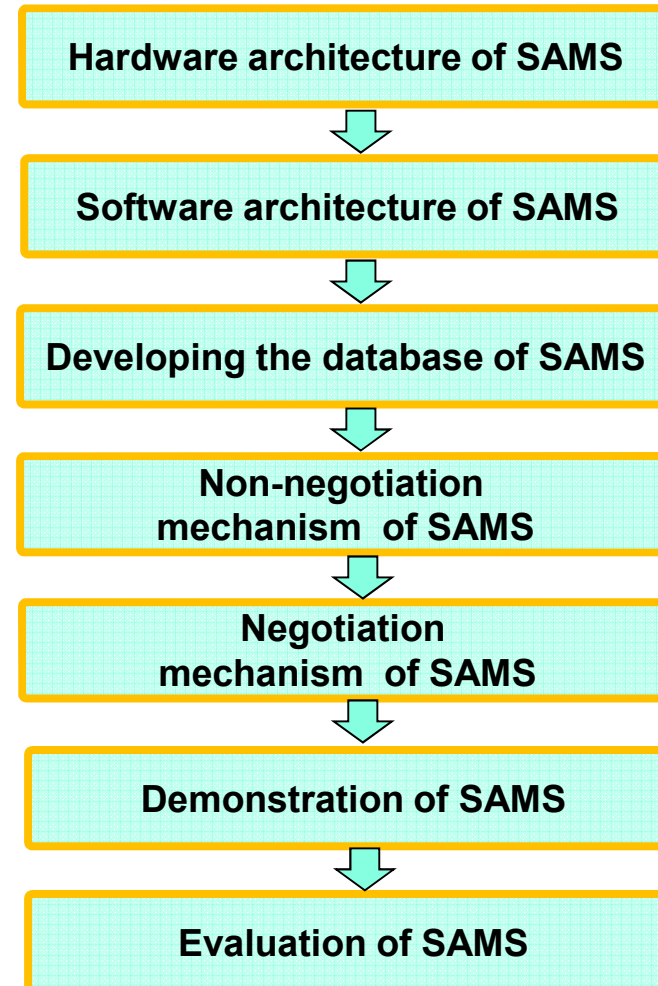 Hardware architecture of SAMS
Software architecture of SAMS
Developing the database of SAMS
Non-negotiation
mechanism of SAMS
Negotiation
mechanism of SAMS
Demonstration of SAMS
Evaluation of SAMS